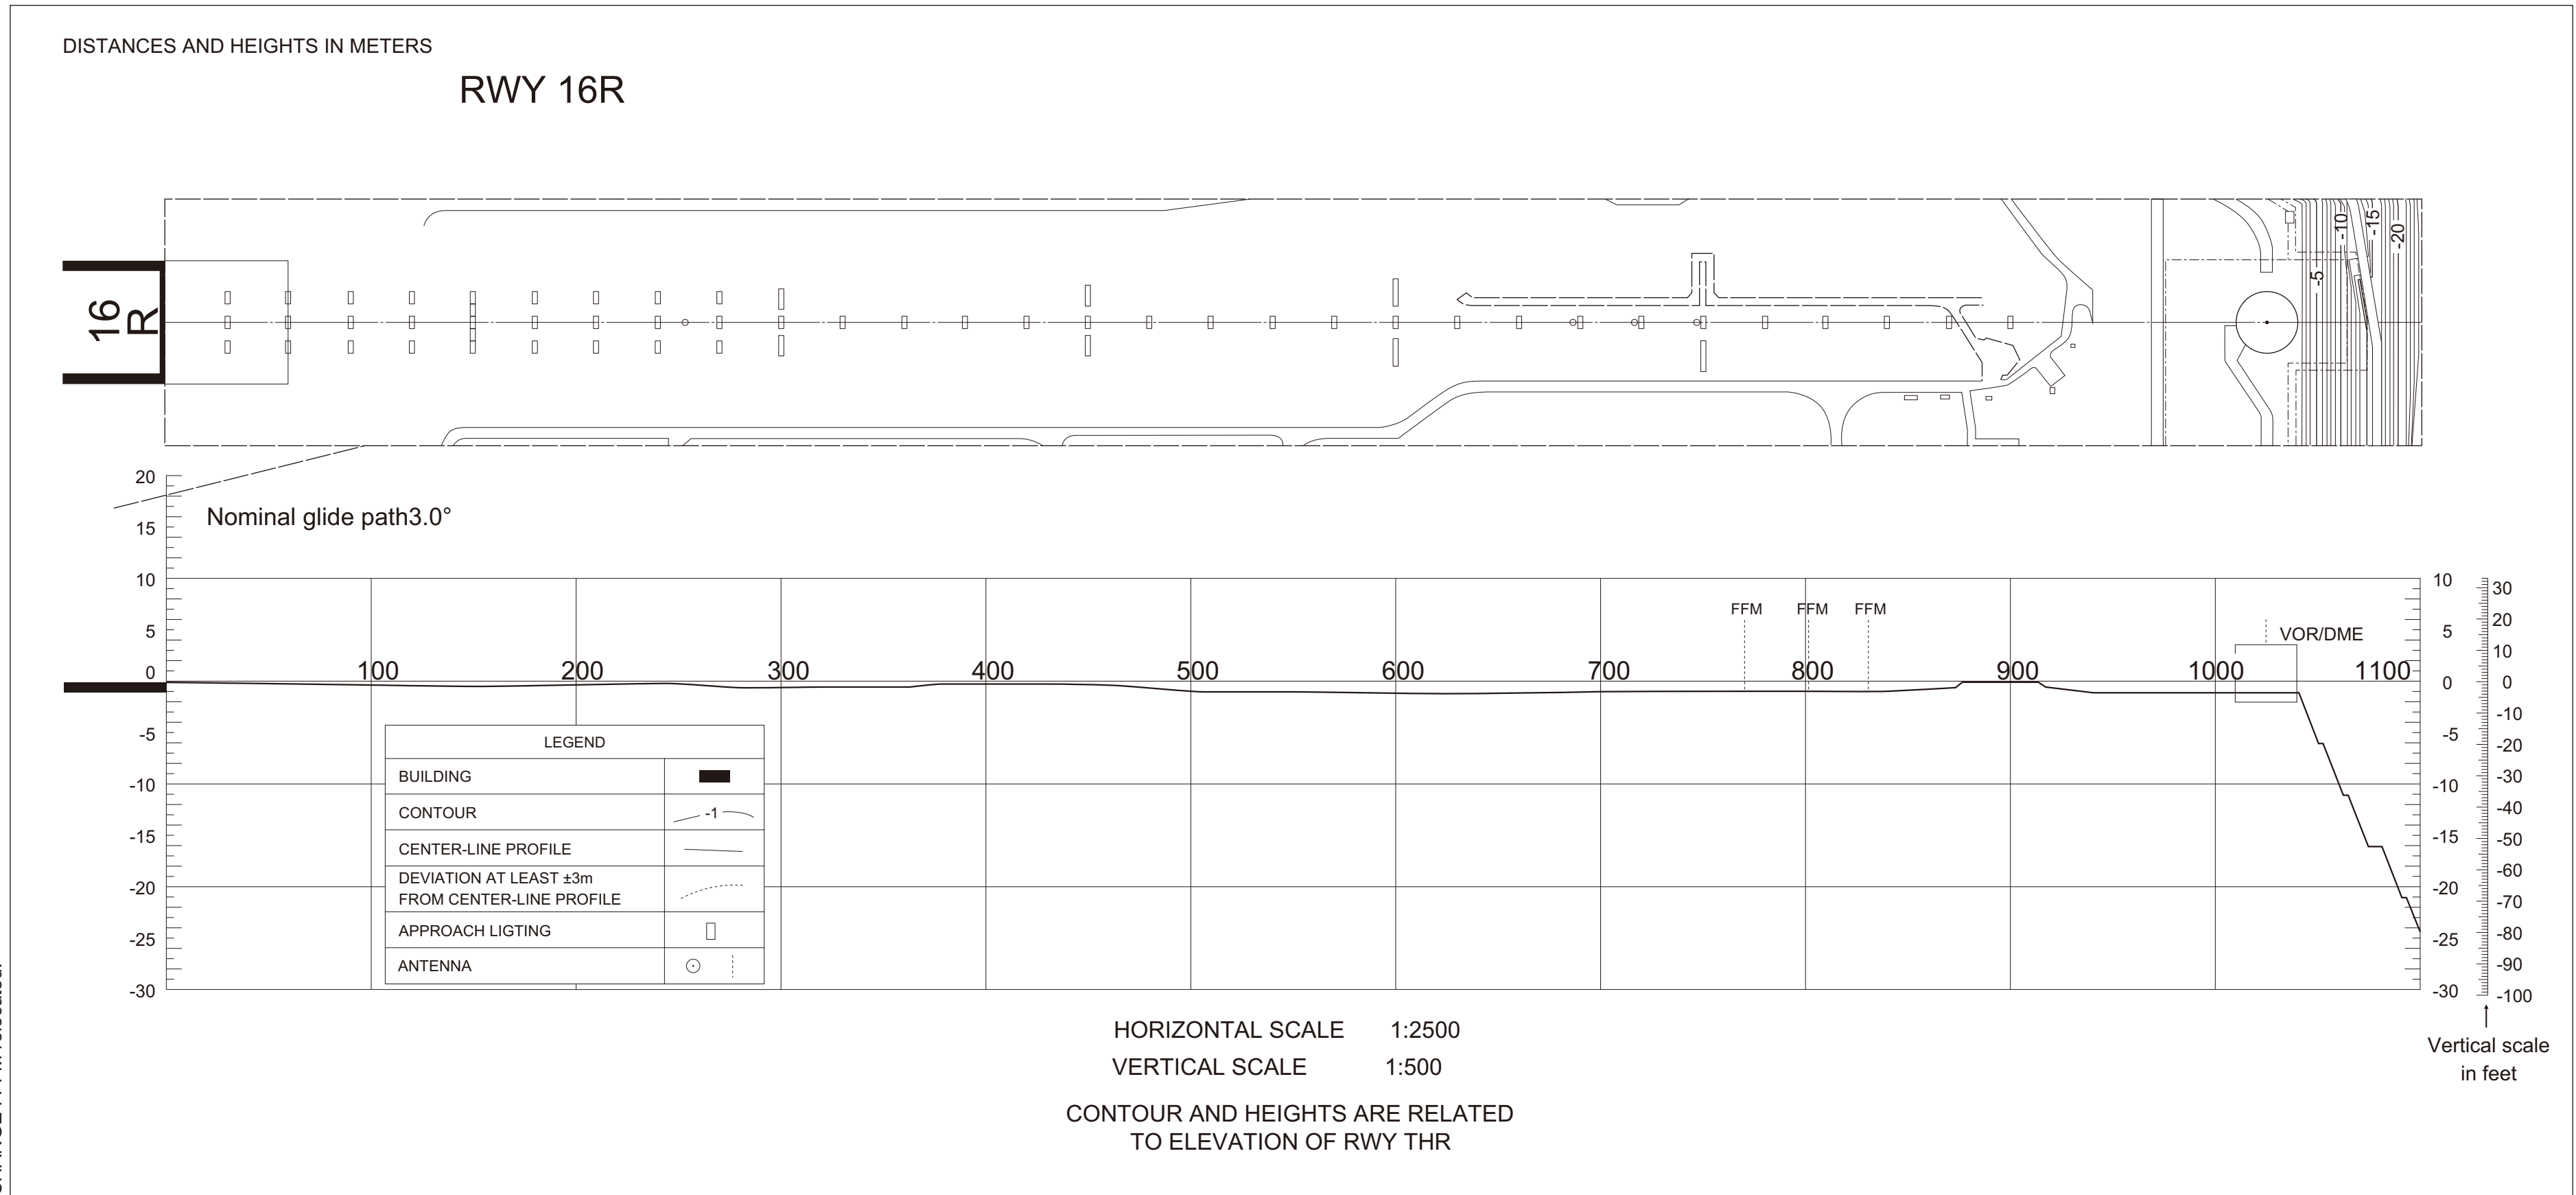 DISTANCES AND HEIGHTS IN METERS
RWY 16R
16
R
-5
-10
-15
-20
20
15
10
5
0
-5
-10
-15
-20
-25
-30
Nominal glide path3.0°
FFM FFM FFM
VOR/DME
100 200 300 400 500 600 700 800 900 1000 1100
10
5
0
-5
-10
-15
-20
-25
-30
30
20
10
0
-10
-20
-30
-40
-50
-60
-70
-80
-90
-100
LEGEND
BUILDING
CONTOUR -1
CENTER-LINE PROFILE
DEVIATION AT LEAST ±3m
FROM CENTER-LINE PROFILE
APPROACH LIGTING
ANTENNA
HORIZONTAL SCALE 1:2500
VERTICAL SCALE 1:500
CONTOUR AND HEIGHTS ARE RELATED
TO ELEVATION OF RWY THR
Vertical scale
in feet